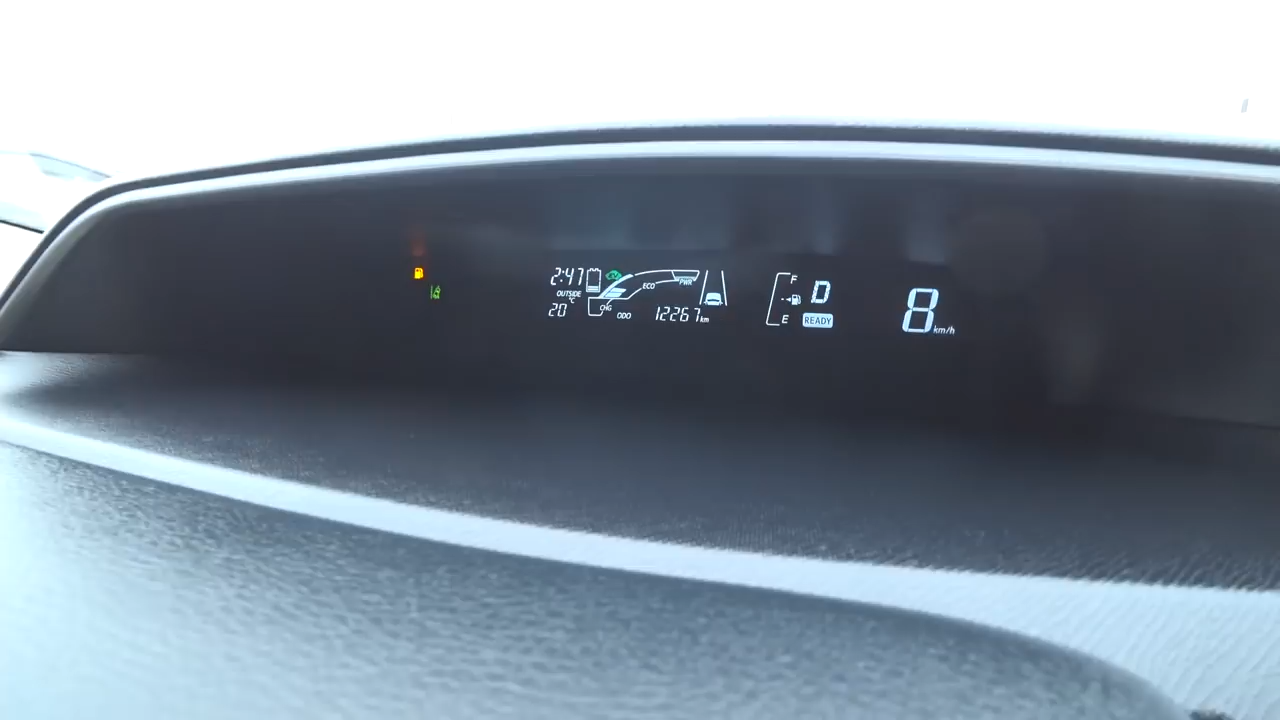 2:47
ECO
PWR
OUTSIDE
20°C
CHG
ODO
12267 km
F
E
D
READY
8 km/h